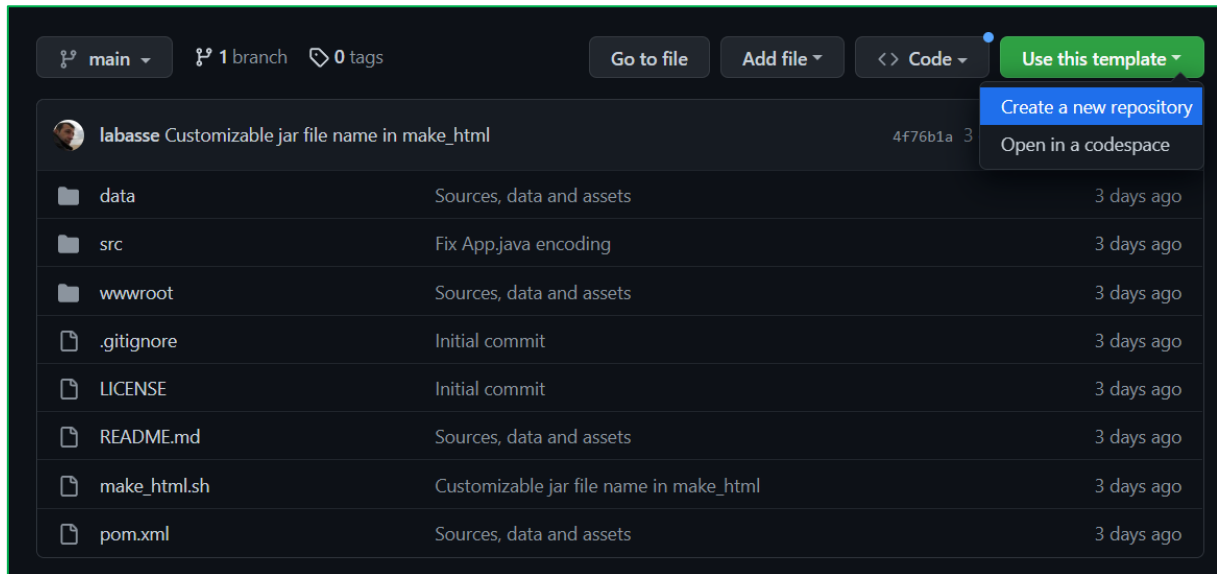 main 1 branch 0 tags Go to file Add file <> Code Use this template
Create a new repository
Open in a codespace
labasse Customizable jar file name in make_html 4f76b1a 3
data Sources, data and assets 3 days ago
src Fix App.java encoding 3 days ago
wwwroot Sources, data and assets 3 days ago
.gitignore Initial commit 3 days ago
LICENSE Initial commit 3 days ago
README.md Sources, data and assets 3 days ago
make_html.sh Customizable jar file name in make_html 3 days ago
pom.xml Sources, data and assets 3 days ago